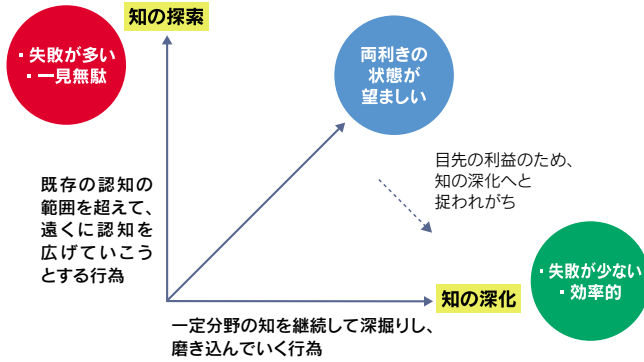 知の探索
・失敗が多い
・一見無駄
両利きの
状態が
望ましい
目先の利益のため、
知の深化へと
捉われがち
既存の認知の
範囲を超えて、
遠くに認知を
広げていこう
とする行為
・失敗が少ない
・効率的
知の深化
一定分野の知を継続して深掘りし、
磨き込んでいく行為